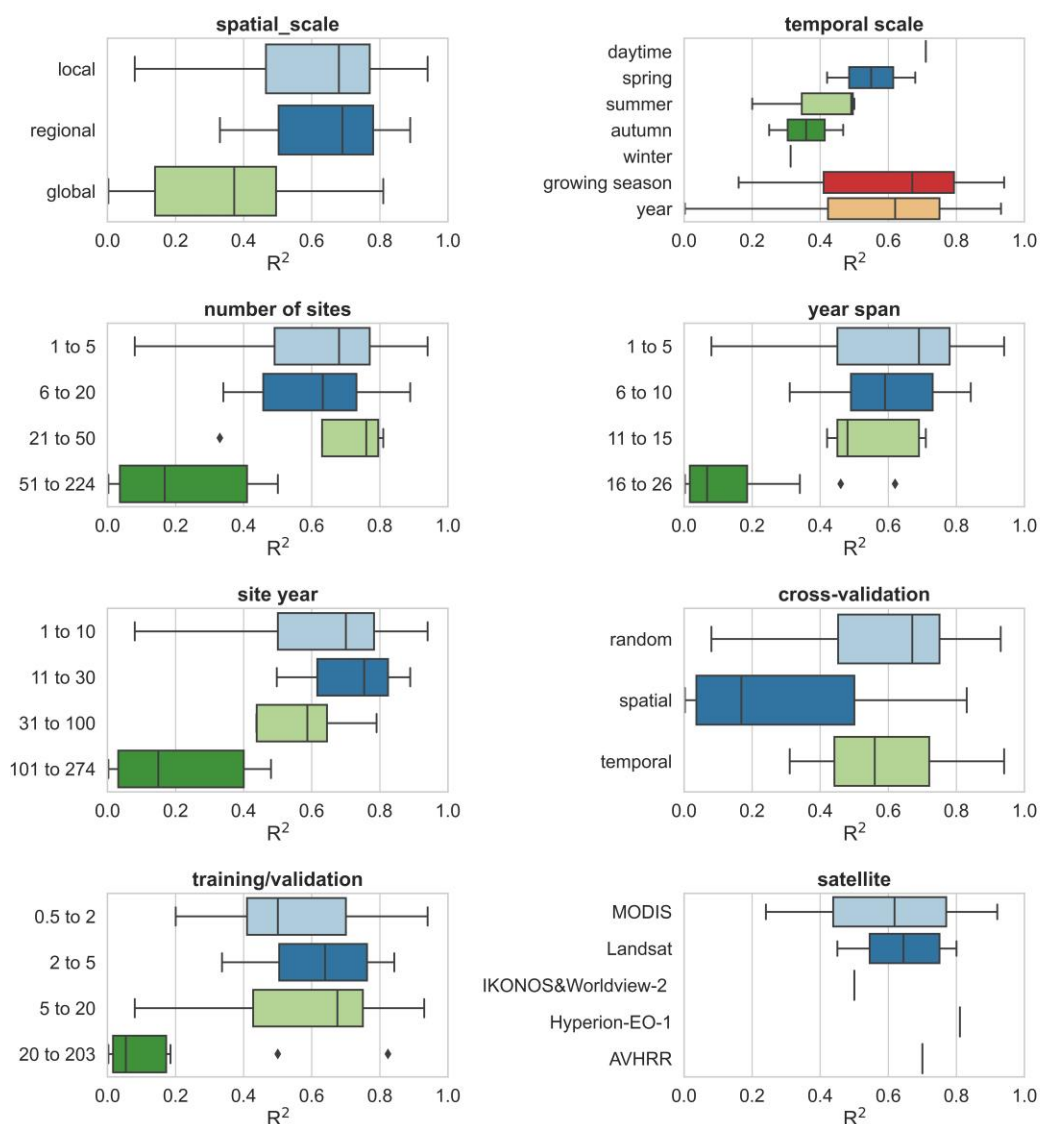 spatial_scale
local
regional
global
0.0 0.2 0.4 0.6 0.8 1.0
R²
temporal scale
daytime
spring
summer
autumn
winter
growing season
year
0.0 0.2 0.4 0.6 0.8 1.0
R²
number of sites
1 to 5
6 to 20
21 to 50
51 to 224
0.0 0.2 0.4 0.6 0.8 1.0
R²
year span
1 to 5
6 to 10
11 to 15
16 to 26
0.0 0.2 0.4 0.6 0.8 1.0
R²
site year
1 to 10
11 to 30
31 to 100
101 to 274
0.0 0.2 0.4 0.6 0.8 1.0
R²
cross-validation
random
spatial
temporal
0.0 0.2 0.4 0.6 0.8 1.0
R²
training/validation
0.5 to 2
2 to 5
5 to 20
20 to 203
0.0 0.2 0.4 0.6 0.8 1.0
R²
satellite
MODIS
Landsat
IKONOS&Worldview-2
Hyperion-EO-1
AVHRR
0.0 0.2 0.4 0.6 0.8 1.0
R²